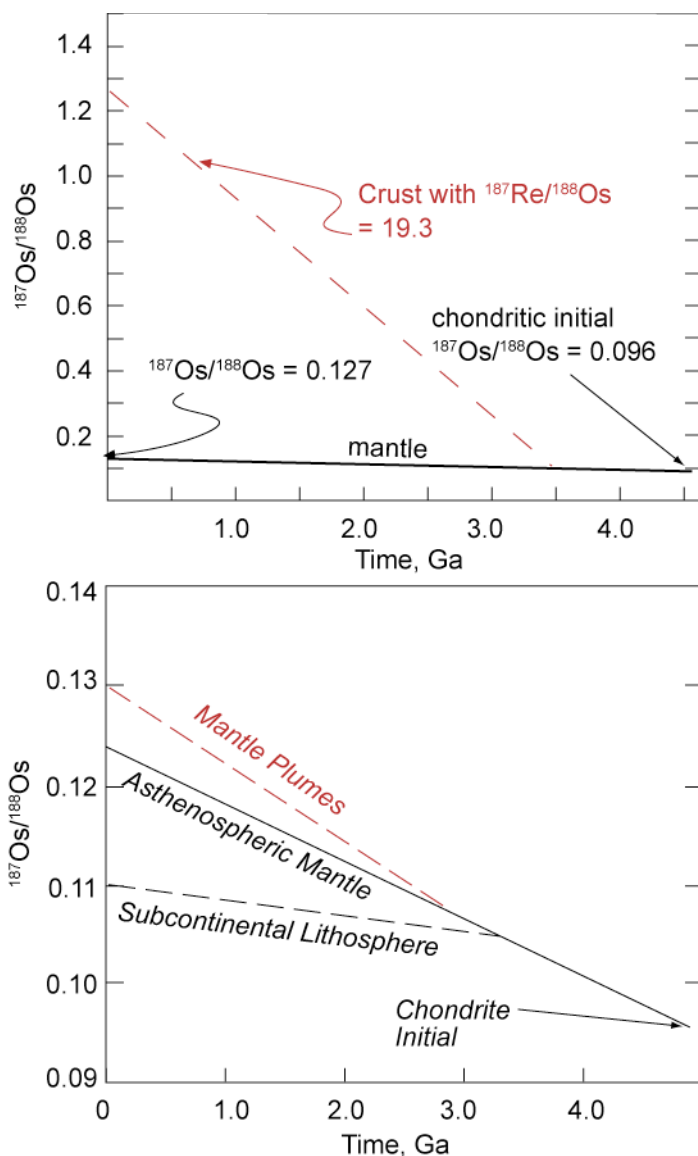 1.4
1.2
1.0
0.8
0.6
0.4
0.2
¹⁸⁷Os/¹⁸⁸Os
Crust with ¹⁸⁷Re/¹⁸⁸Os
= 19.3
chondritic initial
¹⁸⁷Os/¹⁸⁸Os = 0.096
¹⁸⁷Os/¹⁸⁸Os = 0.127
mantle
1.0 2.0 3.0 4.0
Time, Ga
0.14
0.13
0.12
0.11
0.10
0.09
¹⁸⁷Os/¹⁸⁸Os
Mantle Plumes
Asthenospheric Mantle
Subcontinental Lithosphere
Chondrite
Initial
0 1.0 2.0 3.0 4.0
Time, Ga